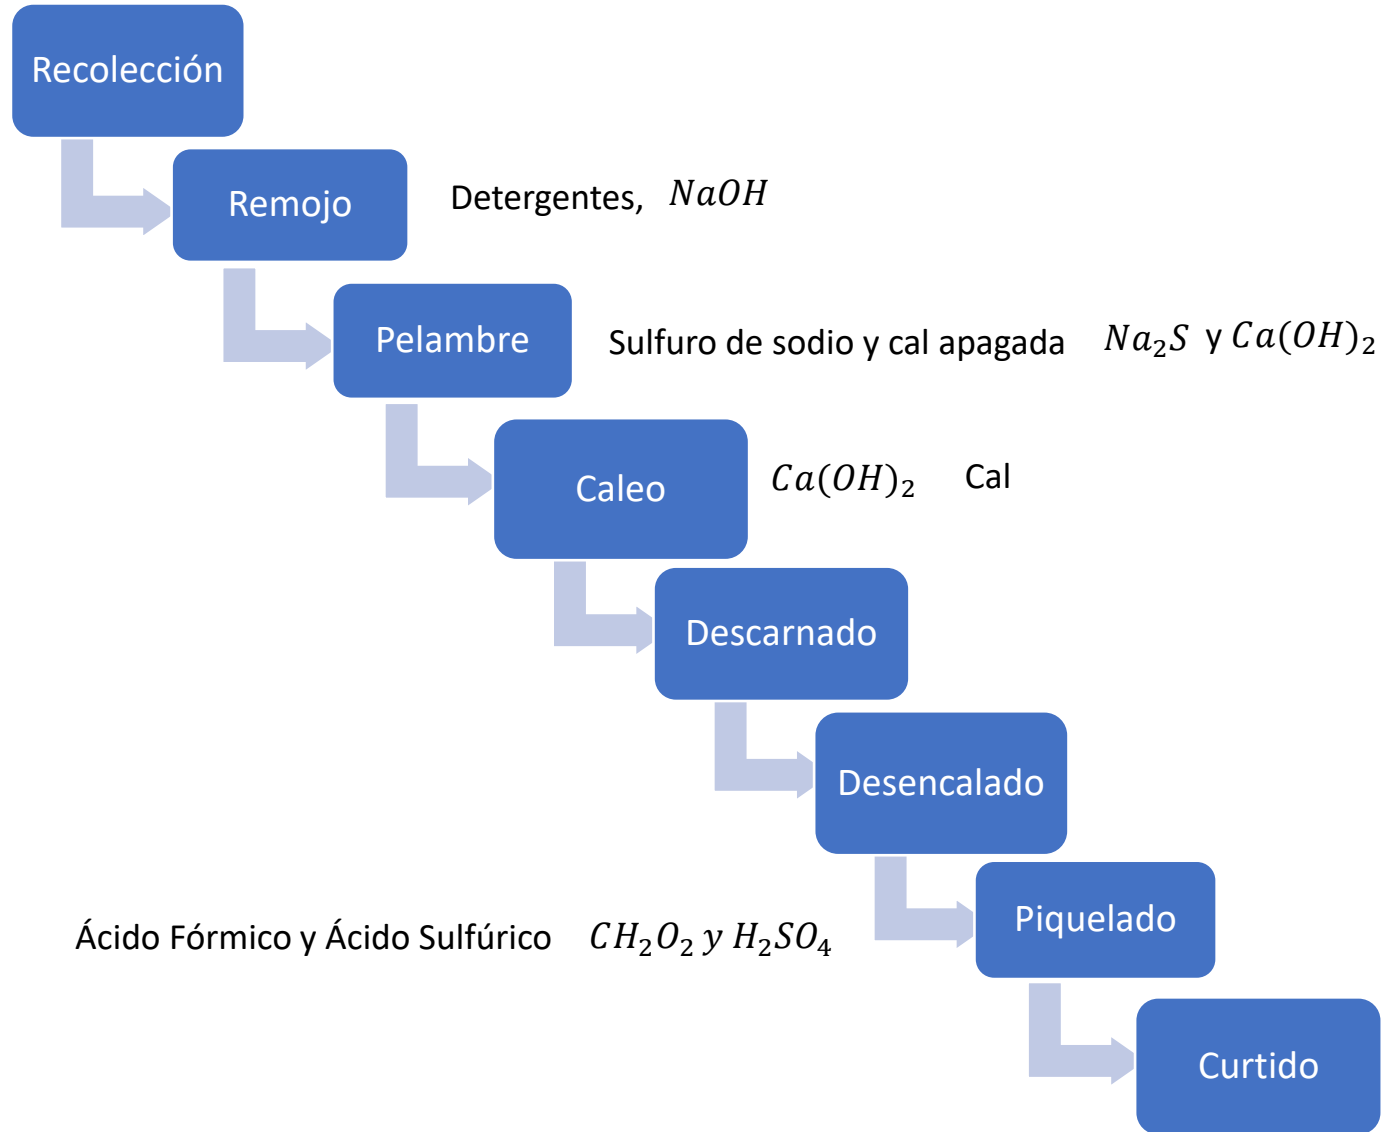 Recolección
Remojo
Detergentes, NaOH
Pelambre
Sulfuro de sodio y cal apagada Na₂S y Ca(OH)₂
Caleo
Ca(OH)₂ Cal
Descarnado
Desencalado
Piquelado
Ácido Fórmico y Ácido Sulfúrico CH₂O₂ y H₂SO₄
Curtido